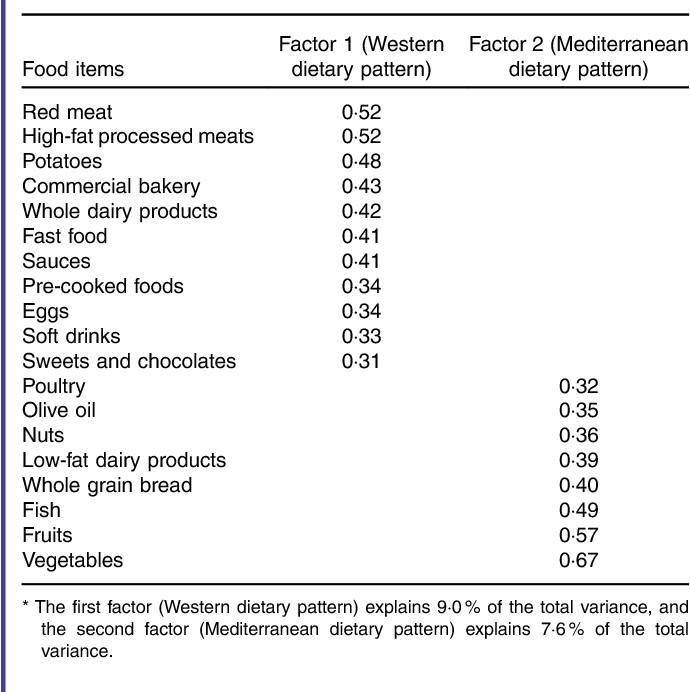 Factor 1 (Western Factor 2 (Mediterranean
Food items dietary pattern) dietary pattern)
Red meat 0·52
High-fat processed meats 0·52
Potatoes 0·48
Commercial bakery 0·43
Whole dairy products 0·42
Fast food 0·41
Sauces 0·41
Pre-cooked foods 0·34
Eggs 0·34
Soft drinks 0·33
Sweets and chocolates 0·31
Poultry 0·32
Olive oil 0·35
Nuts 0·36
Low-fat dairy products 0·39
Whole grain bread 0·40
Fish 0·49
Fruits 0·57
Vegetables 0·67
* The first factor (Western dietary pattern) explains 9·0 % of the total variance, and
the second factor (Mediterranean dietary pattern) explains 7·6 % of the total
variance.